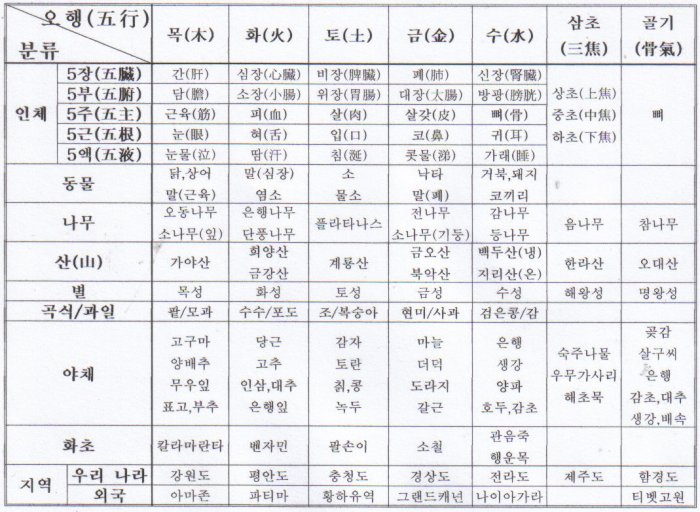 오 행(五行)
분류
목(木) 화(火) 토(土) 금(金) 수(水) 삼초(三焦) 골기(骨氣)
인체
5장(五臟) 간(肝) 심장(心臟) 비장(脾臟) 폐(肺) 신장(腎臟)
5부(五腑) 담(膽) 소장(小腸) 위장(胃腸) 대장(大腸) 방광(膀胱)
5주(五主) 근육(筋) 피(血) 살(肉) 살갗(皮) 뼈(骨)
5근(五根) 눈(眼) 혀(舌) 입(口) 코(鼻) 귀(耳)
5액(五液) 눈물(泣) 땀(汗) 침(涎) 콧물(涕) 가래(唾)
상초(上焦)
중초(中焦)
하초(下焦)
뼈
동물 닭,상어 말(심장) 소 낙타 거북,돼지
말(근육) 염소 물소 말(폐) 코끼리
나무 오동나무 은행나무 플라타나스 전나무 감나무 음나무 참나무
소나무(잎) 단풍나무 소나무(기둥) 등나무
산(山) 가야산 희양산 계룡산 금오산 백두산(냉) 한라산 오대산
금강산 북악산 지리산(온)
별 목성 화성 토성 금성 수성 해왕성 명왕성
곡식/과일 팥/모과 수수/포도 조/복숭아 현미/사과 검은콩/감
야채 고구마 당근 감자 마늘 은행 숙주나물 곶감
양배추 고추 토란 더덕 생강 우무가사리 살구씨
무우잎 인삼,대추 칡,콩 도라지 양파 해초묵 은행
표고,부추 은행잎 녹두 갈근 호두,감초 감초,대추
생강,배속
화초 칼라마란타 벤자민 팔손이 소철 관음죽
행운목
지역
우리 나라 강원도 평안도 충청도 경상도 전라도 제주도 함경도
외국 아마존 파티마 황하유역 그랜드캐넌 나이아가라 티벳고원